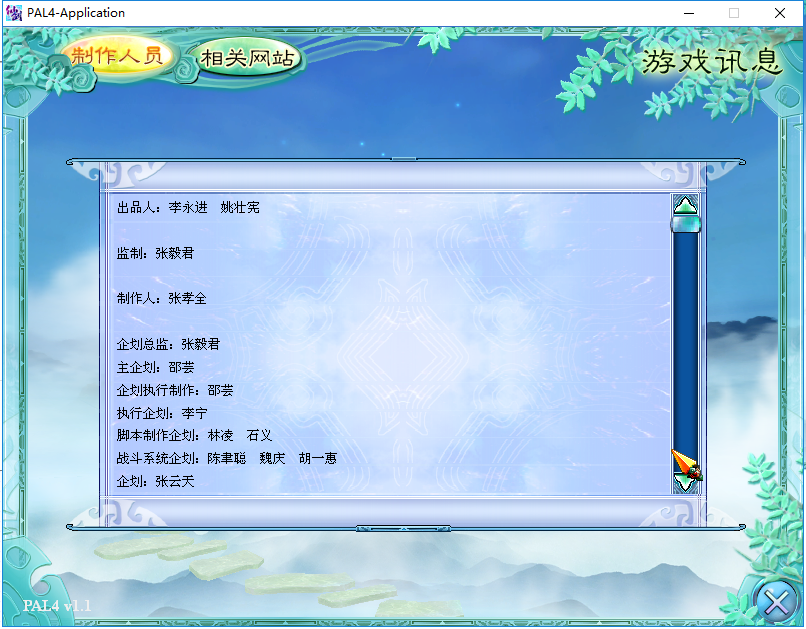 PAL4-Application
制作人员 相关网站 游戏讯息
出品人：李永进 姚壮宪
监制：张毅君
制作人：张孝全
企划总监：张毅君
主企划：邵芸
企划执行制作：邵芸
执行企划：李宁
脚本制作企划：林凌 石义
战斗系统企划：陈聿聪 魏庆 胡一惠
企划：张云天
PAL4 v1.1